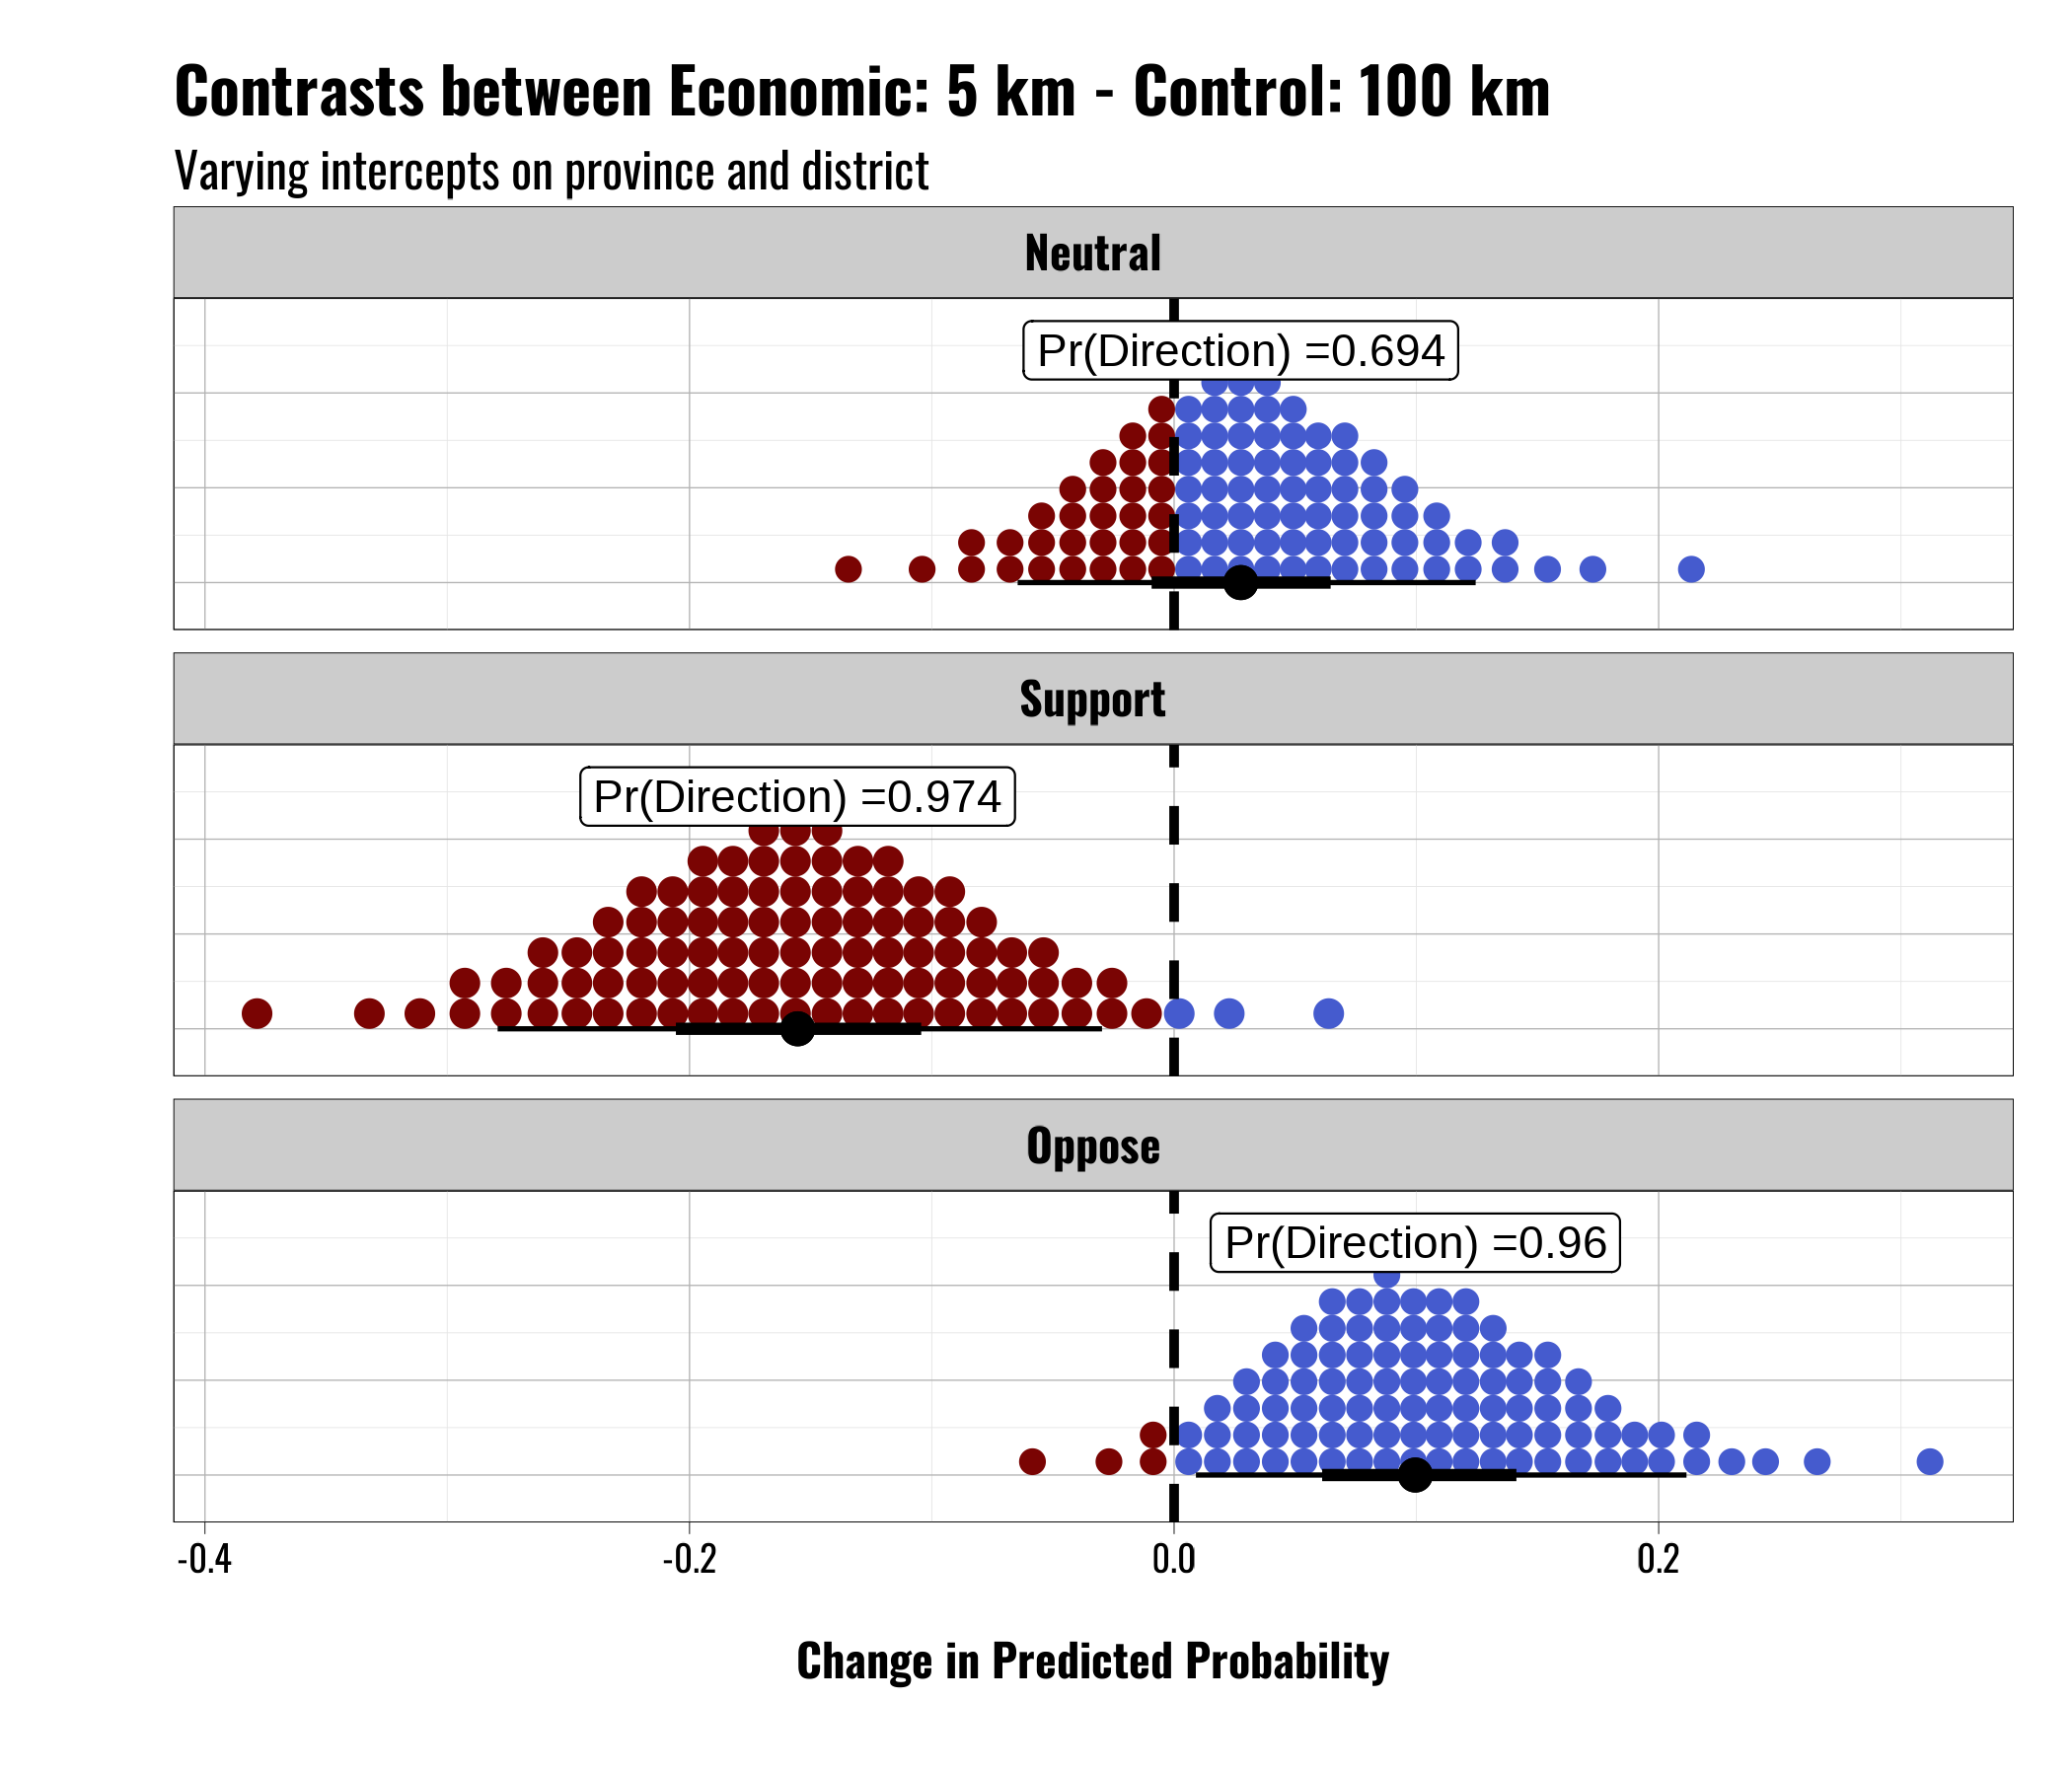 Contrasts between Economic: 5 km - Control: 100 km
Varying intercepts on province and district
Neutral
Pr(Direction) =0.694
Support
Pr(Direction) =0.974
Oppose
Pr(Direction) =0.96
-0.4 -0.2 0.0 0.2
Change in Predicted Probability